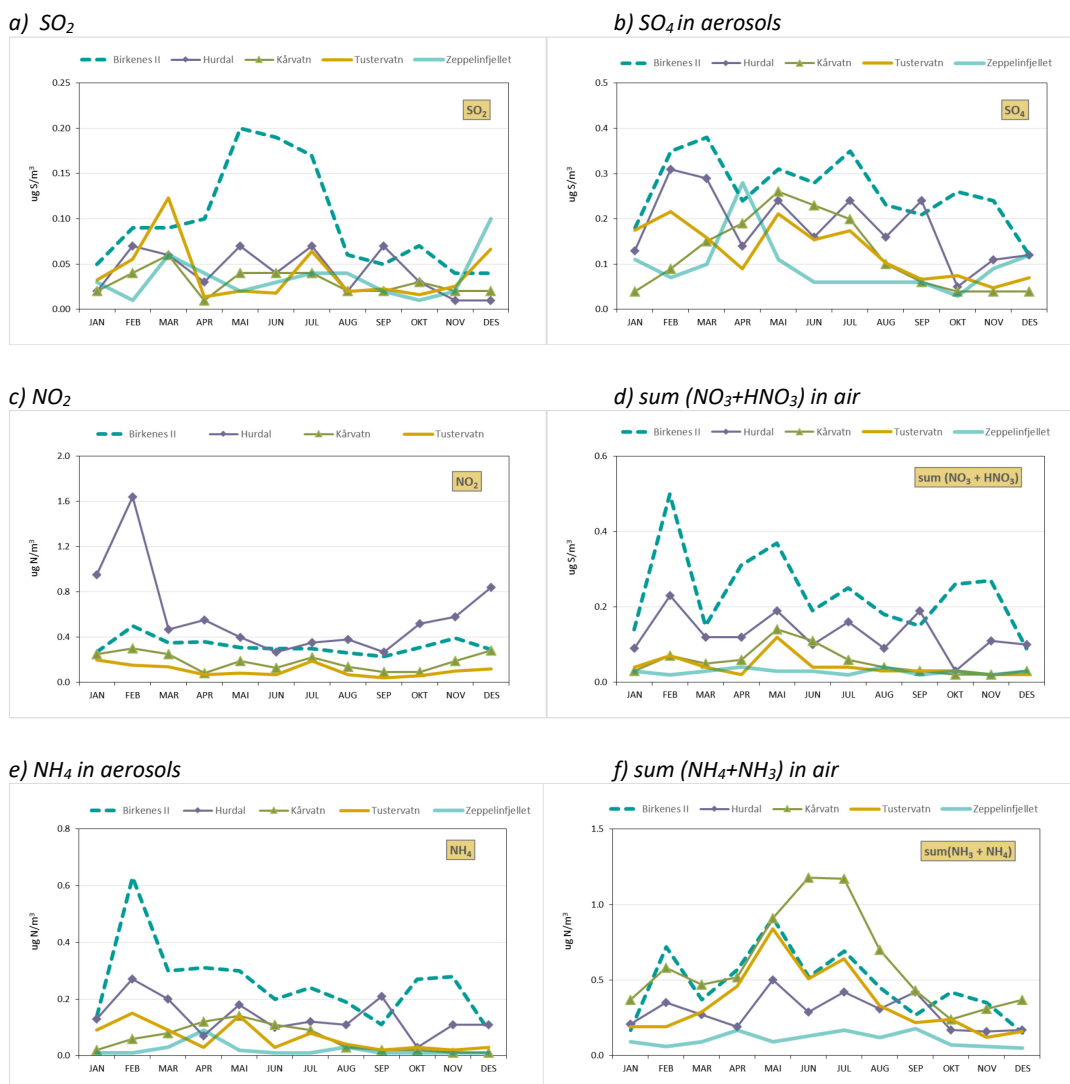 a) SO₂
b) SO₄ in aerosols
Birkenes II Hurdal Kårvatn Tustervatn Zeppelinfjellet
0.25
0.20
0.15
0.10
0.05
0.00
ug S/m³
SO₂
JAN FEB MAR APR MAI JUN JUL AUG SEP OKT NOV DES
Birkenes II Hurdal Kårvatn Tustervatn Zeppelinfjellet
0.5
0.4
0.3
0.2
0.1
0.0
ug S/m³
SO₄
JAN FEB MAR APR MAI JUN JUL AUG SEP OKT NOV DES
c) NO₂
d) sum (NO₃+HNO₃) in air
Birkenes II Hurdal Kårvatn Tustervatn
2.0
1.6
1.2
0.8
0.4
0.0
ug N/m³
NO₂
JAN FEB MAR APR MAI JUN JUL AUG SEP OKT NOV DES
Birkenes II Hurdal Kårvatn Tustervatn Zeppelinfjellet
0.6
0.4
0.2
0.0
ug S/m³
sum (NO₃ + HNO₃)
JAN FEB MAR APR MAI JUN JUL AUG SEP OKT NOV DES
e) NH₄ in aerosols
f) sum (NH₄+NH₃) in air
Birkenes II Hurdal Kårvatn Tustervatn Zeppelinfjellet
0.8
0.6
0.4
0.2
0.0
ug N/m³
NH₄
JAN FEB MAR APR MAI JUN JUL AUG SEP OKT NOV DES
Birkenes II Hurdal Kårvatn Tustervatn Zeppelinfjellet
1.5
1.0
0.5
0.0
ug N/m³
sum(NH₃ + NH₄)
JAN FEB MAR APR MAI JUN JUL AUG SEP OKT NOV DES